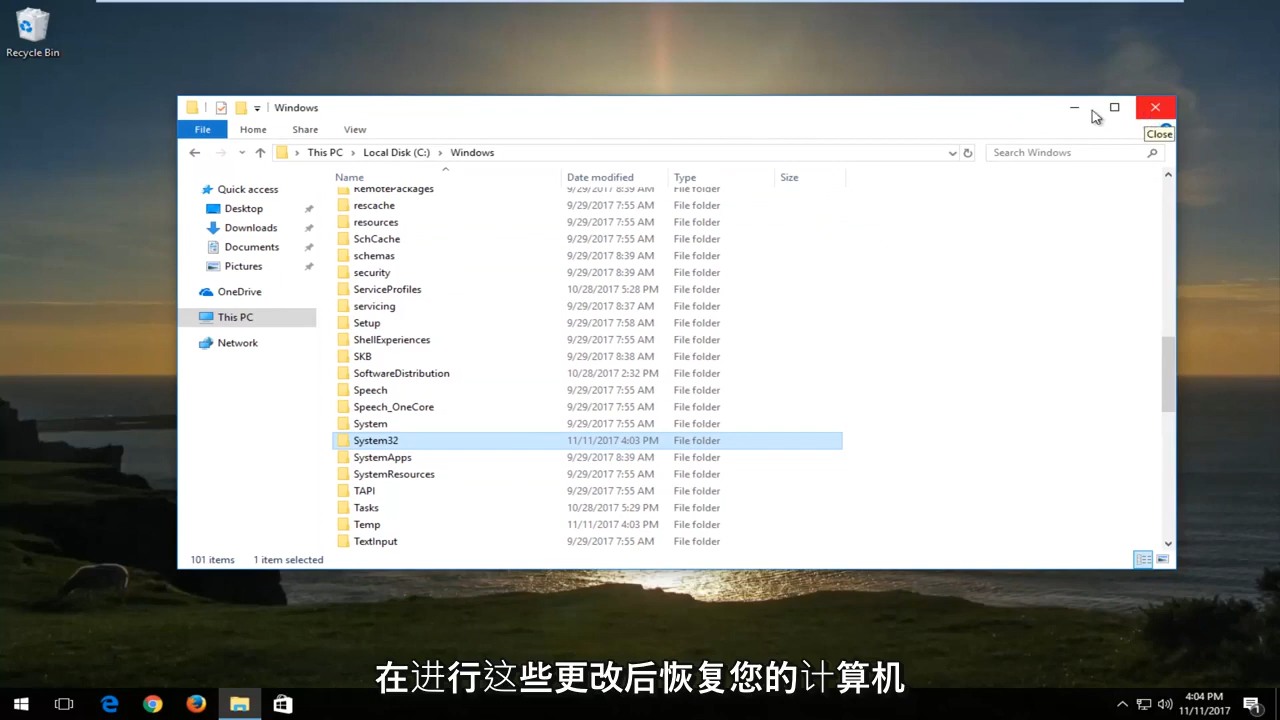 Recycle Bin
Windows
File Home Share View
Close
This PC Local Disk (C:) Windows
Search Windows
Name Date modified Type Size
Quick access
Desktop
Downloads
Documents
Pictures
OneDrive
This PC
Network
RemotePackages 9/29/2017 8:39 AM File folder
rescache 9/29/2017 7:55 AM File folder
resources 9/29/2017 7:55 AM File folder
SchCache 9/29/2017 7:55 AM File folder
schemas 9/29/2017 8:39 AM File folder
security 9/29/2017 8:39 AM File folder
ServiceProfiles 10/28/2017 5:28 PM File folder
servicing 9/29/2017 8:37 AM File folder
Setup 9/29/2017 7:58 AM File folder
ShellExperiences 9/29/2017 7:55 AM File folder
SKB 9/29/2017 8:38 AM File folder
SoftwareDistribution 10/28/2017 2:32 PM File folder
Speech 9/29/2017 7:55 AM File folder
Speech_OneCore 9/29/2017 7:55 AM File folder
System 9/29/2017 7:55 AM File folder
System32 11/11/2017 4:03 PM File folder
SystemApps 9/29/2017 8:39 AM File folder
SystemResources 9/29/2017 7:55 AM File folder
TAPI 9/29/2017 7:55 AM File folder
Tasks 10/28/2017 5:29 PM File folder
Temp 11/11/2017 4:03 PM File folder
TextInput 9/29/2017 7:55 AM File folder
101 items 1 item selected
在进行这些更改后恢复您的计算机
4:04 PM
11/11/2017
1